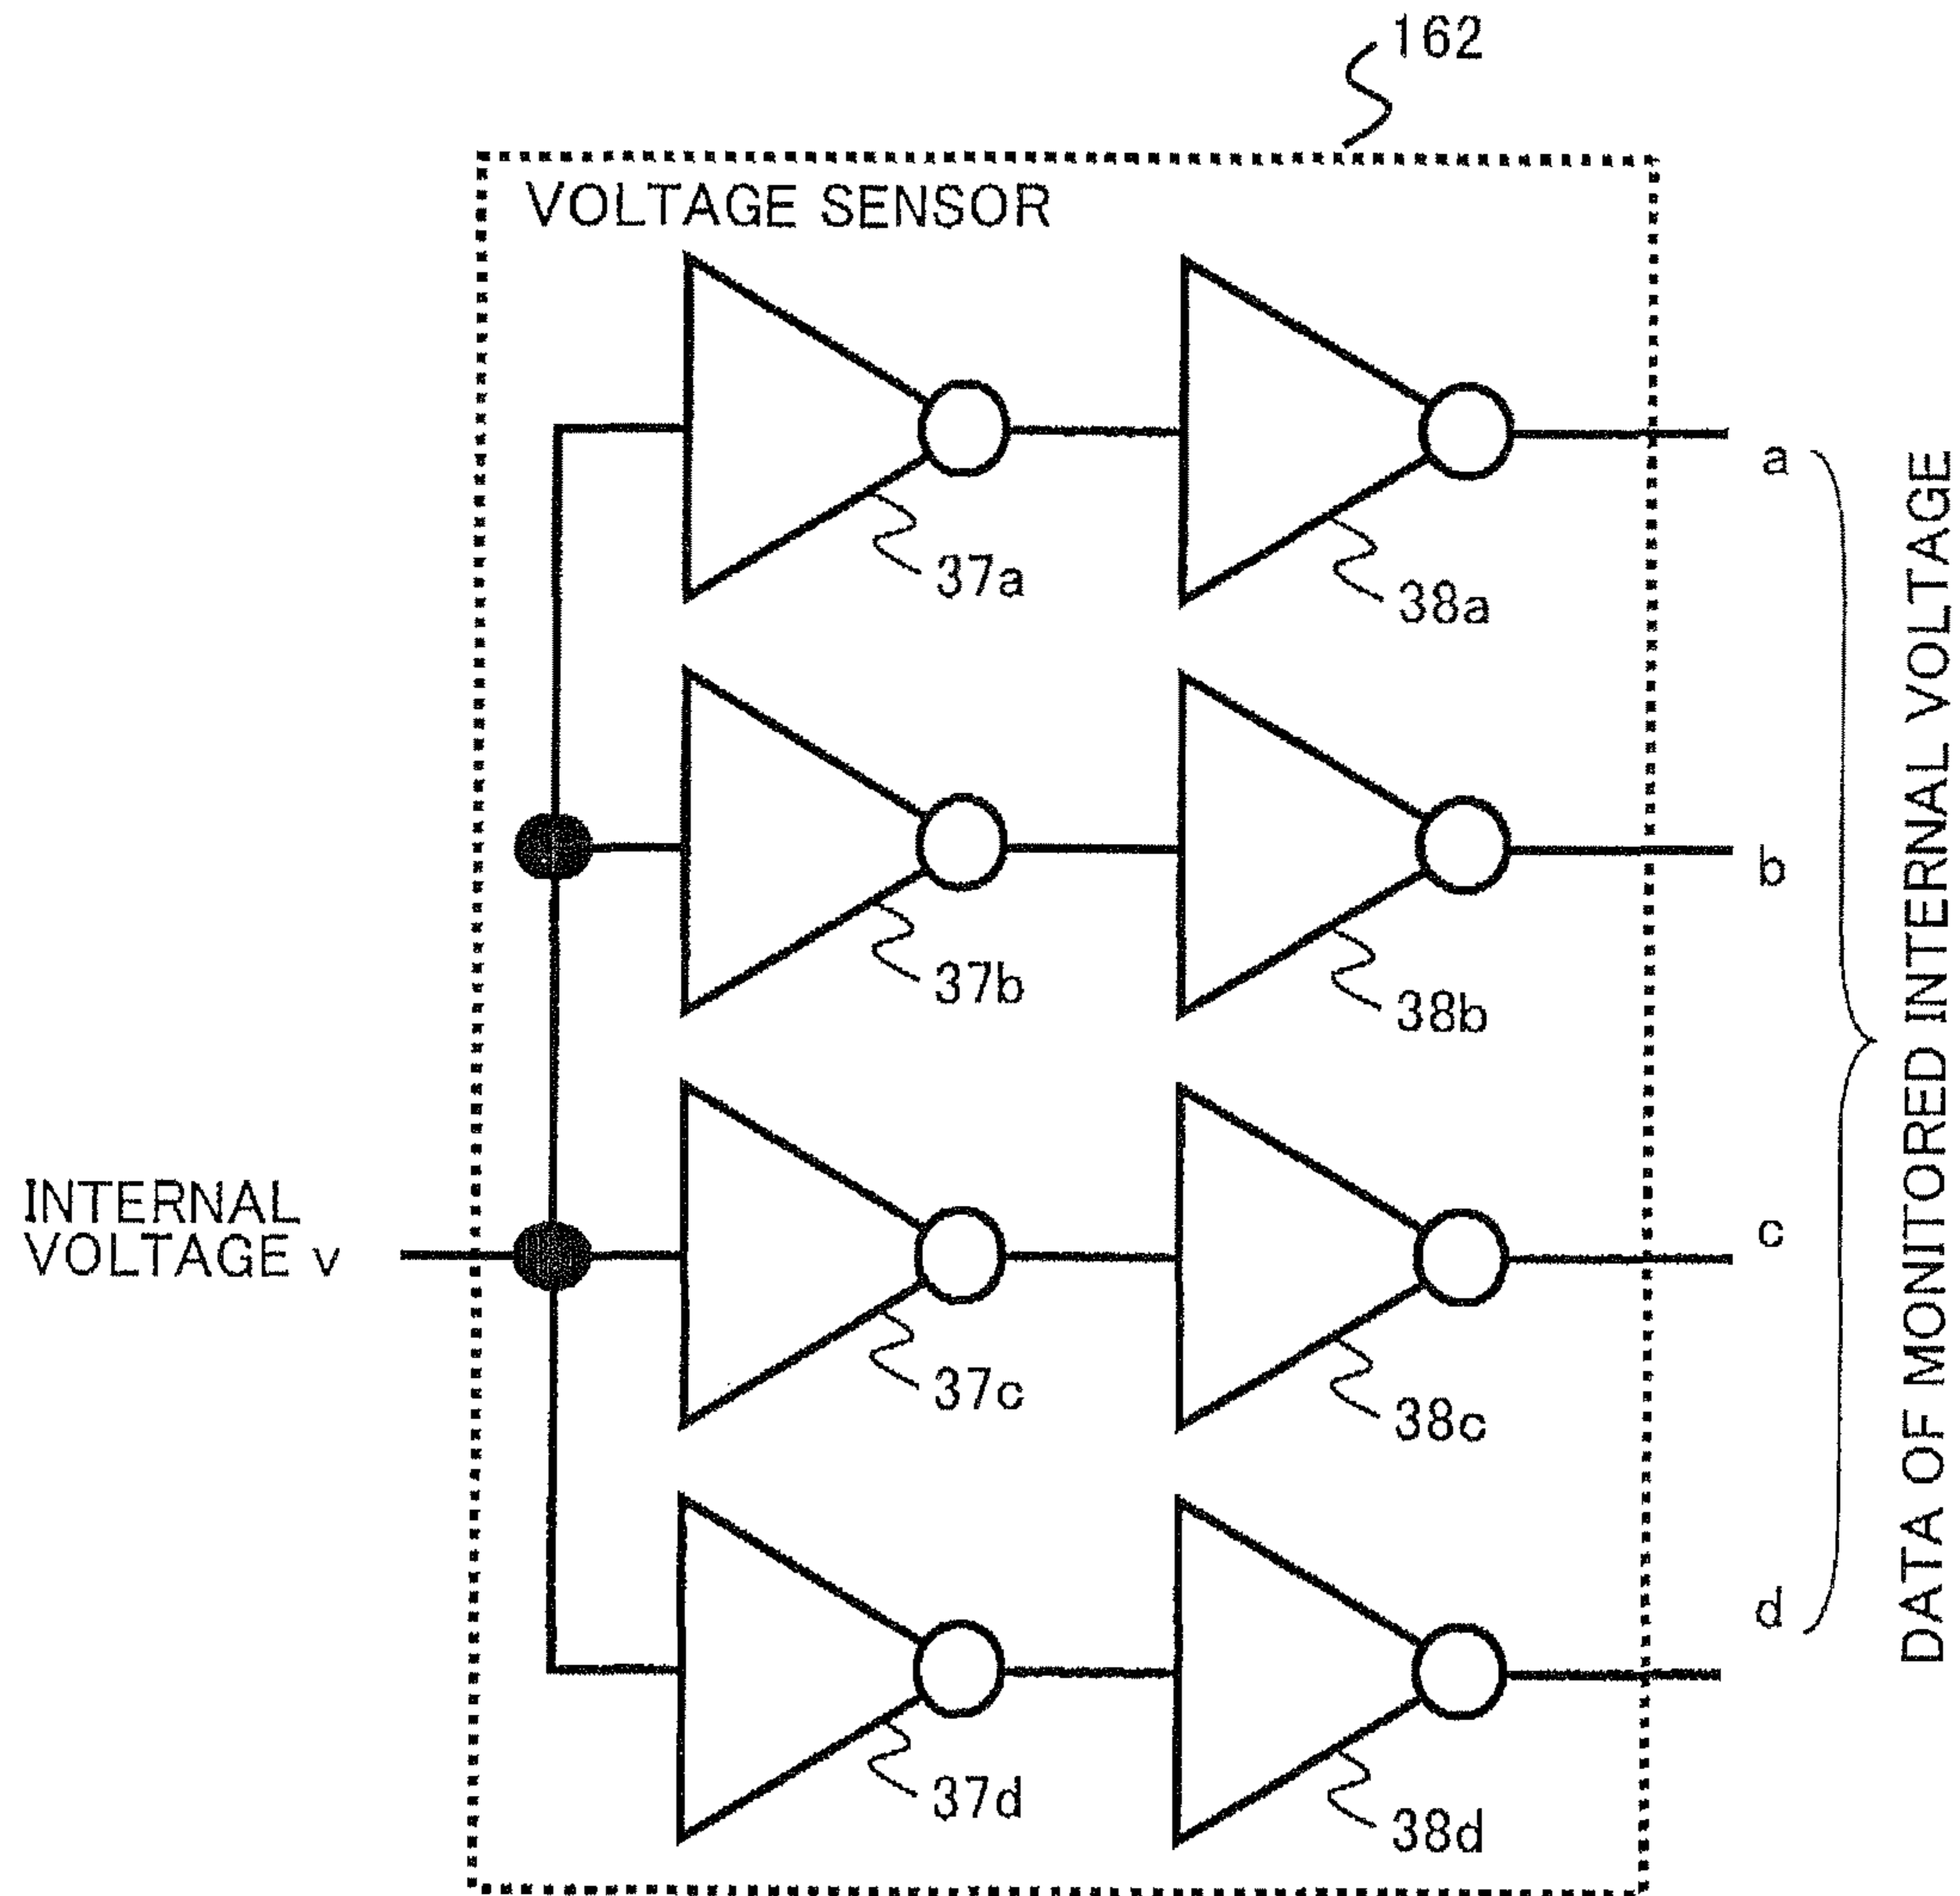 162
VOLTAGE SENSOR
37a
38a
a
37b
38b
b
INTERNAL
VOLTAGE v
37c
38c
c
37d
38d
d
DATA OF MONITORED INTERNAL VOLTAGE